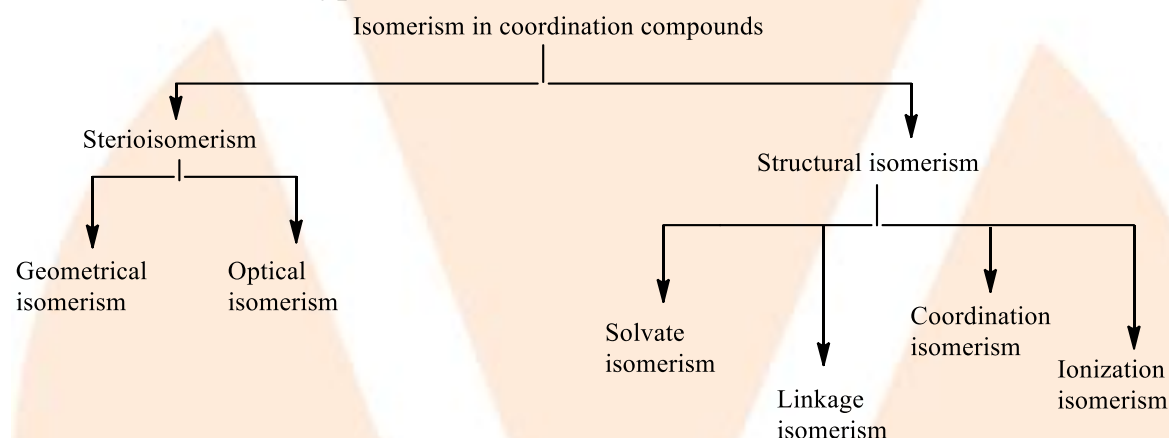 Isomerism in coordination compounds
Sterioisomerism
Structural isomerism
Geometrical
isomerism
Optical
isomerism
Solvate
isomerism
Linkage
isomerism
Coordination
isomerism
Ionization
isomerism